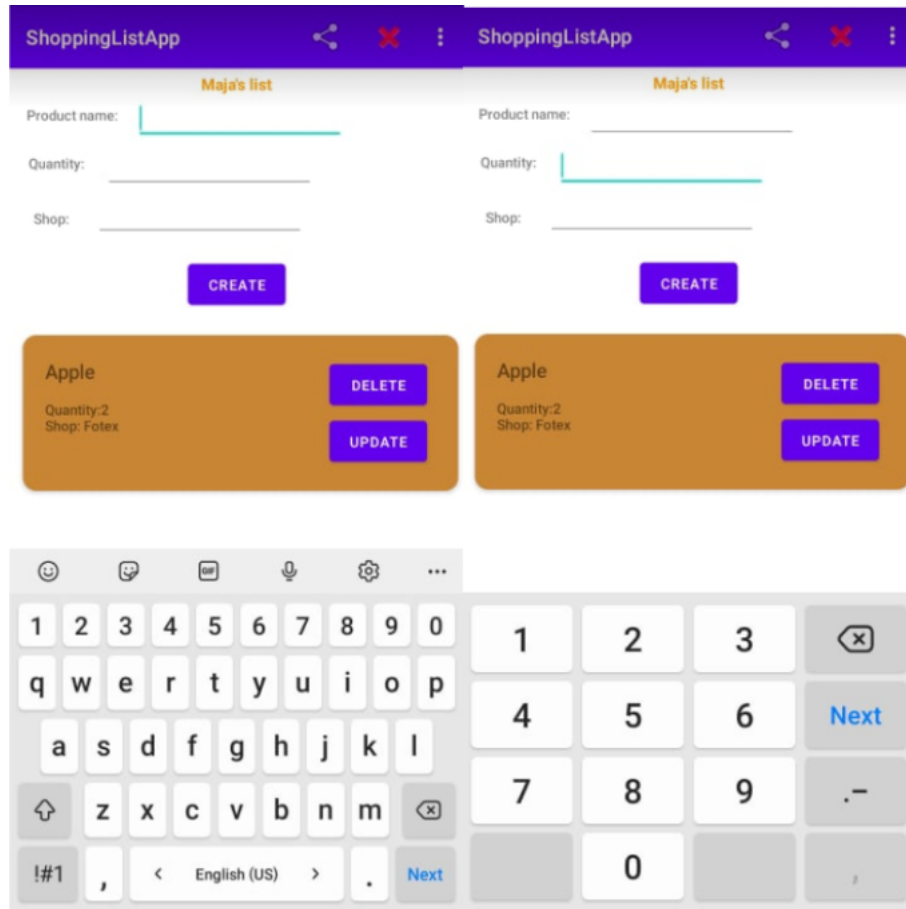 ShoppingListApp
Maja's list
Product name:
Quantity:
Shop:
CREATE
Apple
DELETE
Quantity:2
Shop: Fotex
UPDATE
GIF
1 2 3 4 5 6 7 8 9 0
q w e r t y u i o p
a s d f g h j k l
z x c v b n m
!#1 , < English (US) > . Next
ShoppingListApp
Maja's list
Product name:
Quantity:
Shop:
CREATE
Apple
DELETE
Quantity:2
Shop: Fotex
UPDATE
1 2 3
4 5 6 Next
7 8 9 .-
0 ,